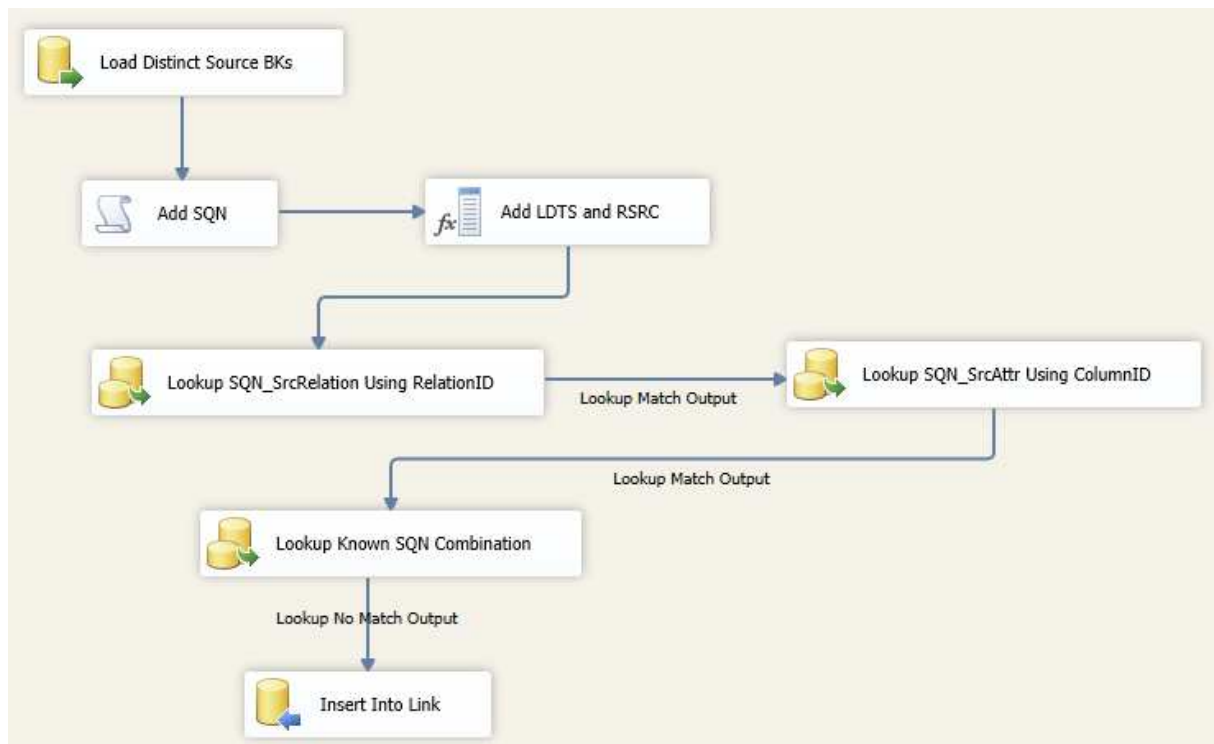 Load Distinct Source BKs
Add SQN
fx
Add LDTS and RSRC
Lookup SQN_SrcRelation Using RelationID
Lookup Match Output
Lookup SQN_SrcAttr Using ColumnID
Lookup Match Output
Lookup Known SQN Combination
Lookup No Match Output
Insert Into Link